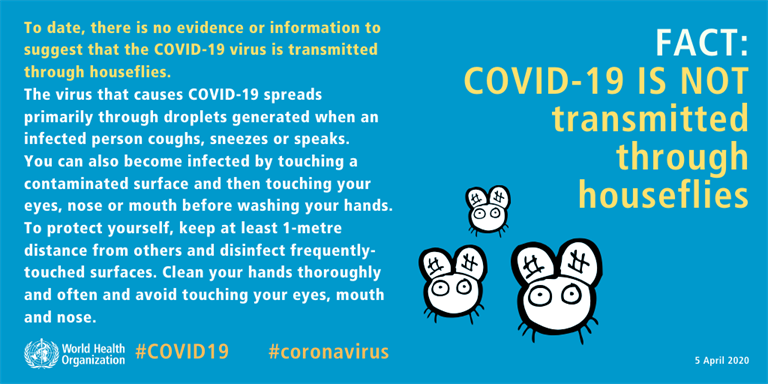 To date, there is no evidence or information to
suggest that the COVID-19 virus is transmitted
through houseflies.
The virus that causes COVID-19 spreads
primarily through droplets generated when an
infected person coughs, sneezes or speaks.
You can also become infected by touching a
contaminated surface and then touching your
eyes, nose or mouth before washing your hands.
To protect yourself, keep at least 1-metre
distance from others and disinfect frequently-
touched surfaces. Clean your hands thoroughly
and often and avoid touching your eyes, mouth
and nose.
World Health
Organization
#COVID19 #coronavirus
FACT:
COVID-19 IS NOT
transmitted
through
houseflies
5 April 2020